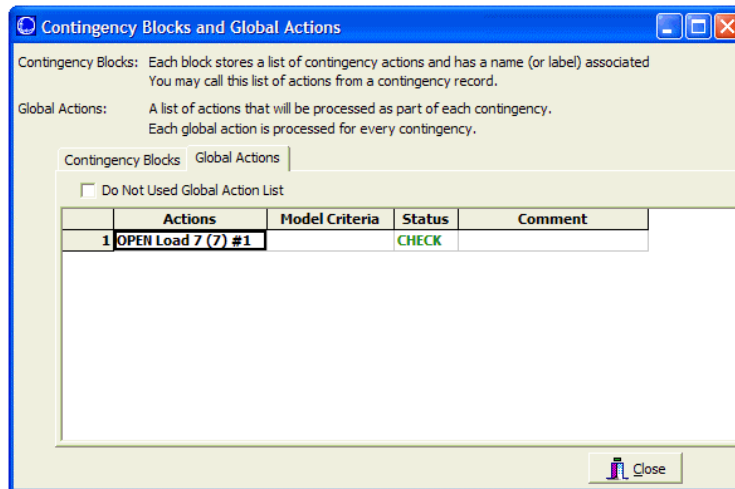 Contingency Blocks and Global Actions
Contingency Blocks: Each block stores a list of contingency actions and has a name (or label) associated
You may call this list of actions from a contingency record.
Global Actions: A list of actions that will be processed as part of each contingency.
Each global action is processed for every contingency.
Contingency Blocks Global Actions
Do Not Used Global Action List
Actions Model Criteria Status Comment
1 OPEN Load 7 (7) #1 CHECK
Close